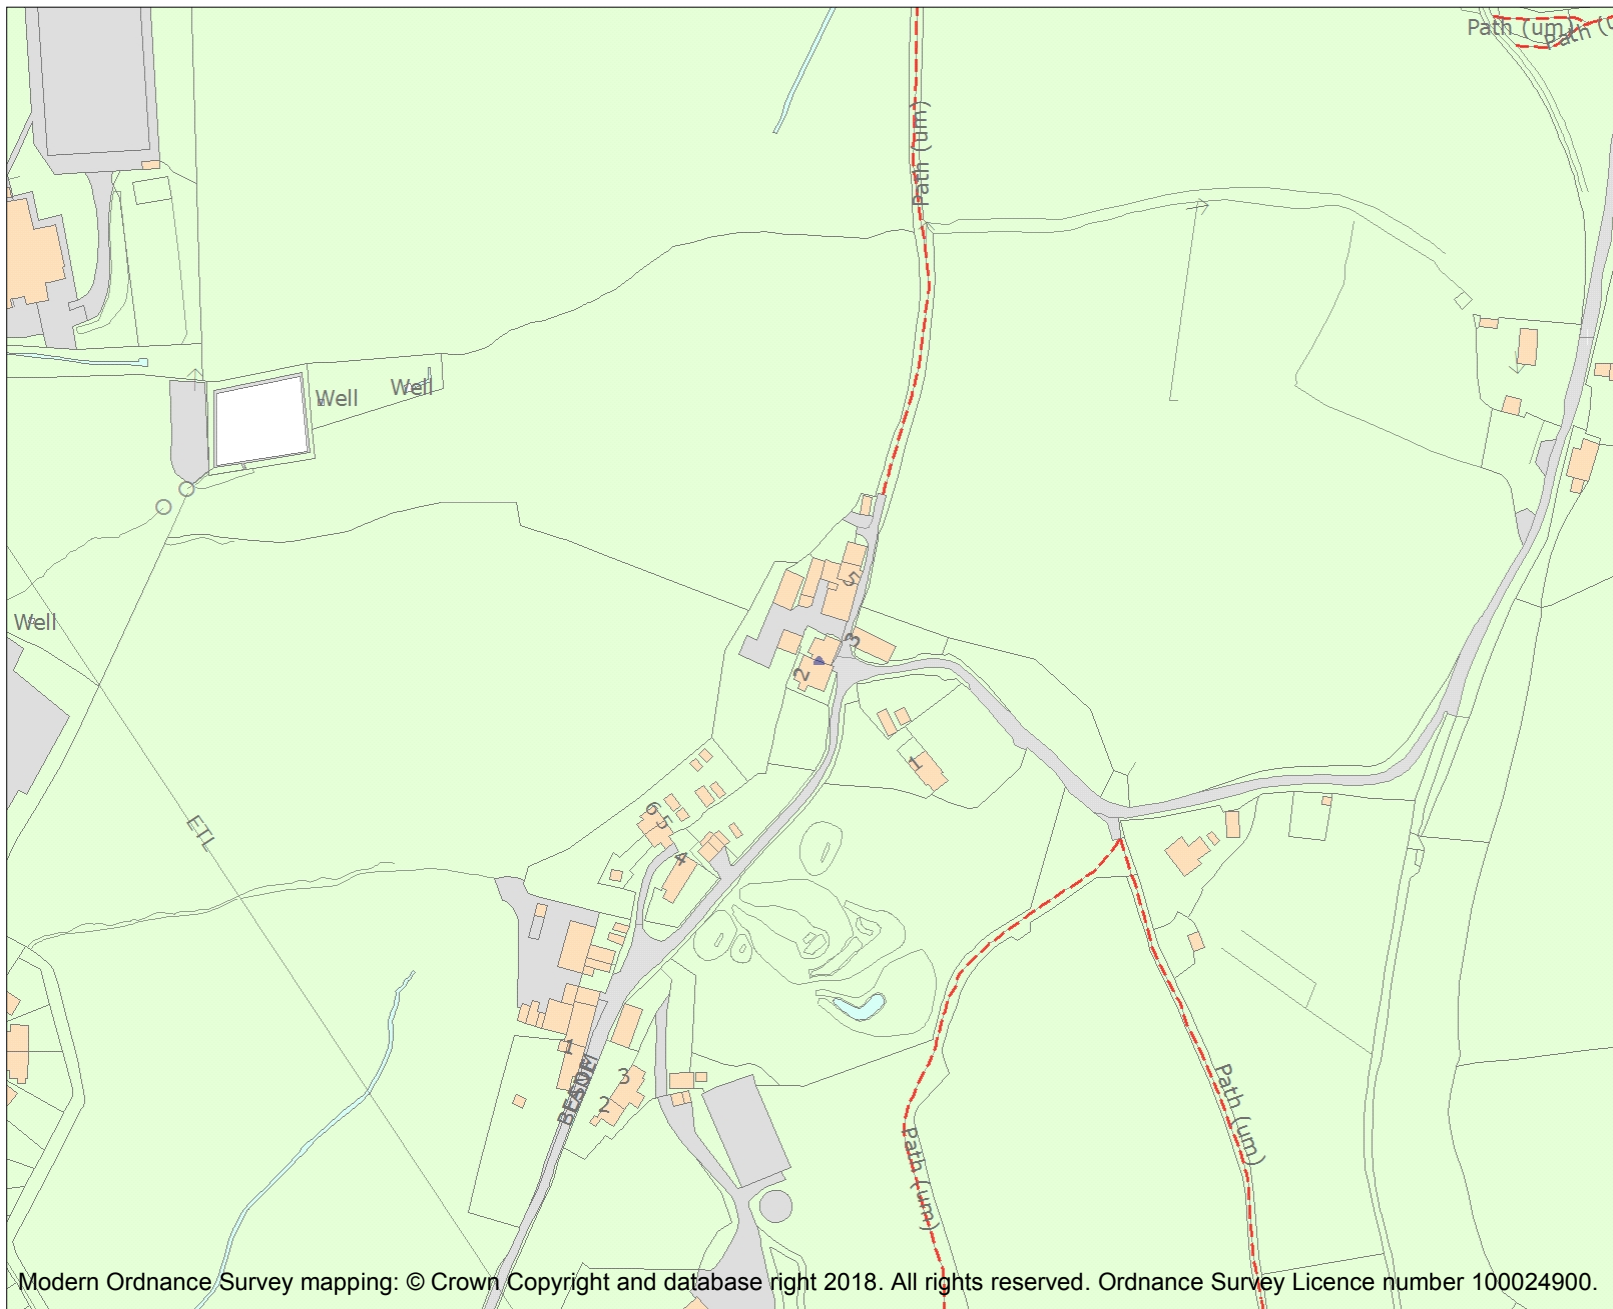 Path (um)
Path (
Path (um)
Well
Well
5
Well
3
2
1
6
5
4
ETL
1
3
2
Path (um)
Path (um)
Modern Ordnance Survey mapping: © Crown Copyright and database right 2018. All rights reserved. Ordnance Survey Licence number 100024900.